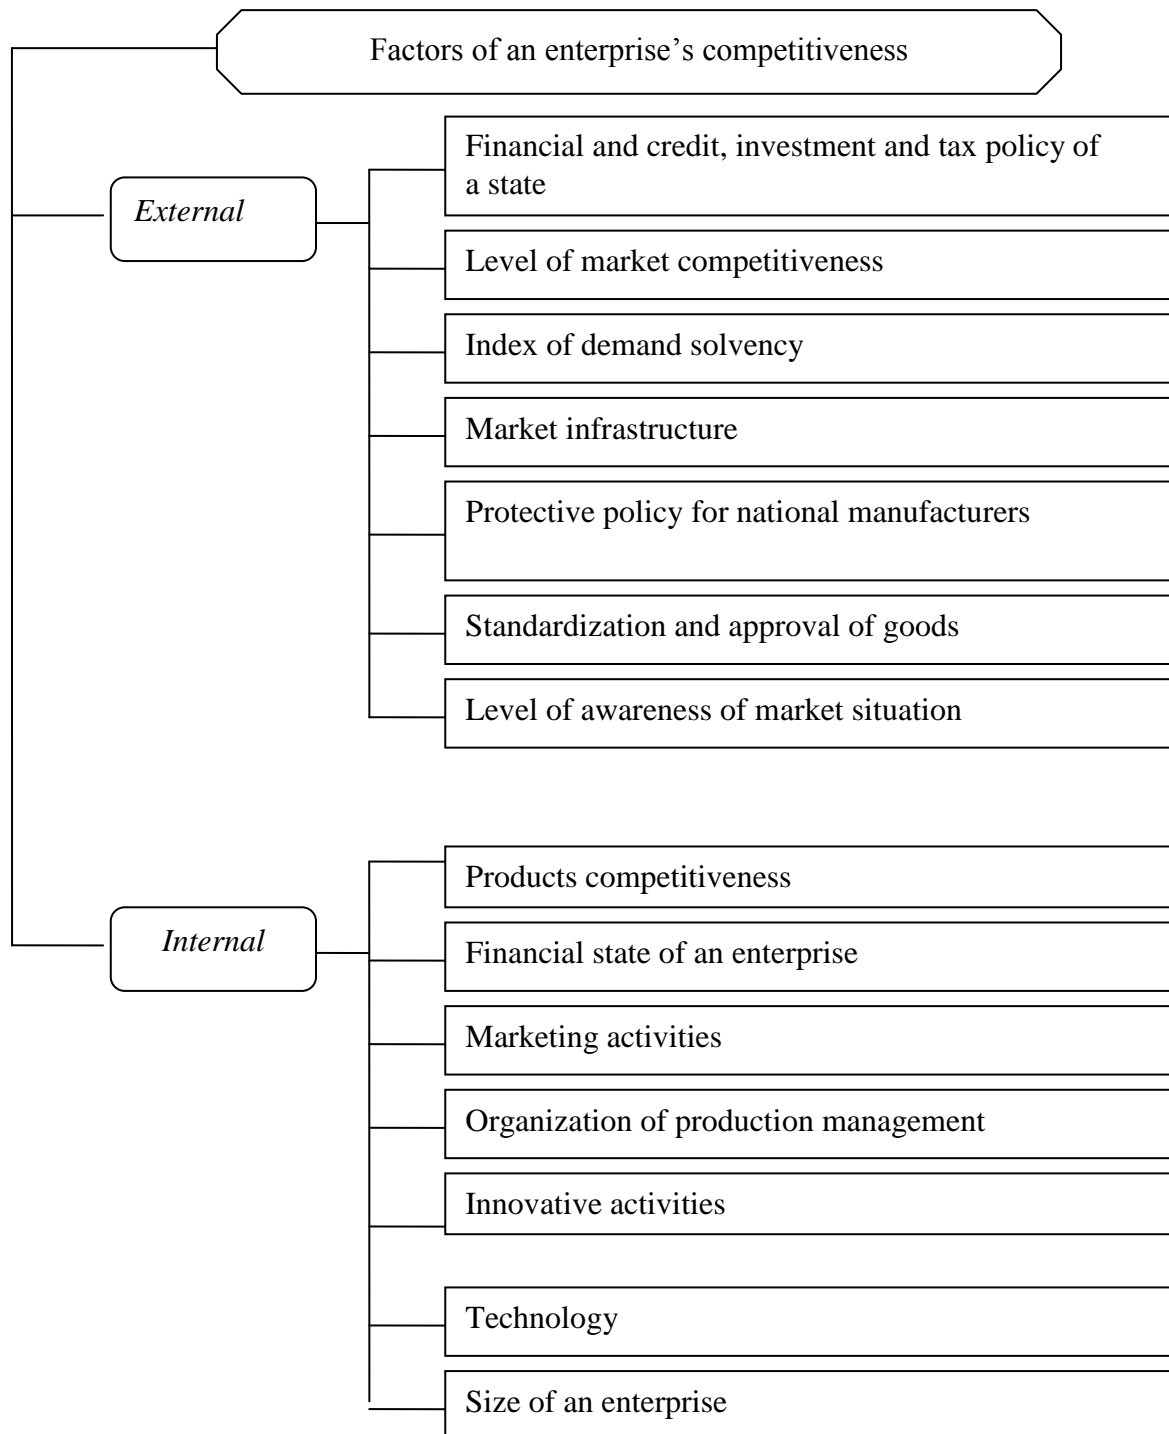 Factors of an enterprise’s competitiveness
External
Financial and credit, investment and tax policy of
a state
Level of market competitiveness
Index of demand solvency
Market infrastructure
Protective policy for national manufacturers
Standardization and approval of goods
Level of awareness of market situation
Internal
Products competitiveness
Financial state of an enterprise
Marketing activities
Organization of production management
Innovative activities
Technology
Size of an enterprise